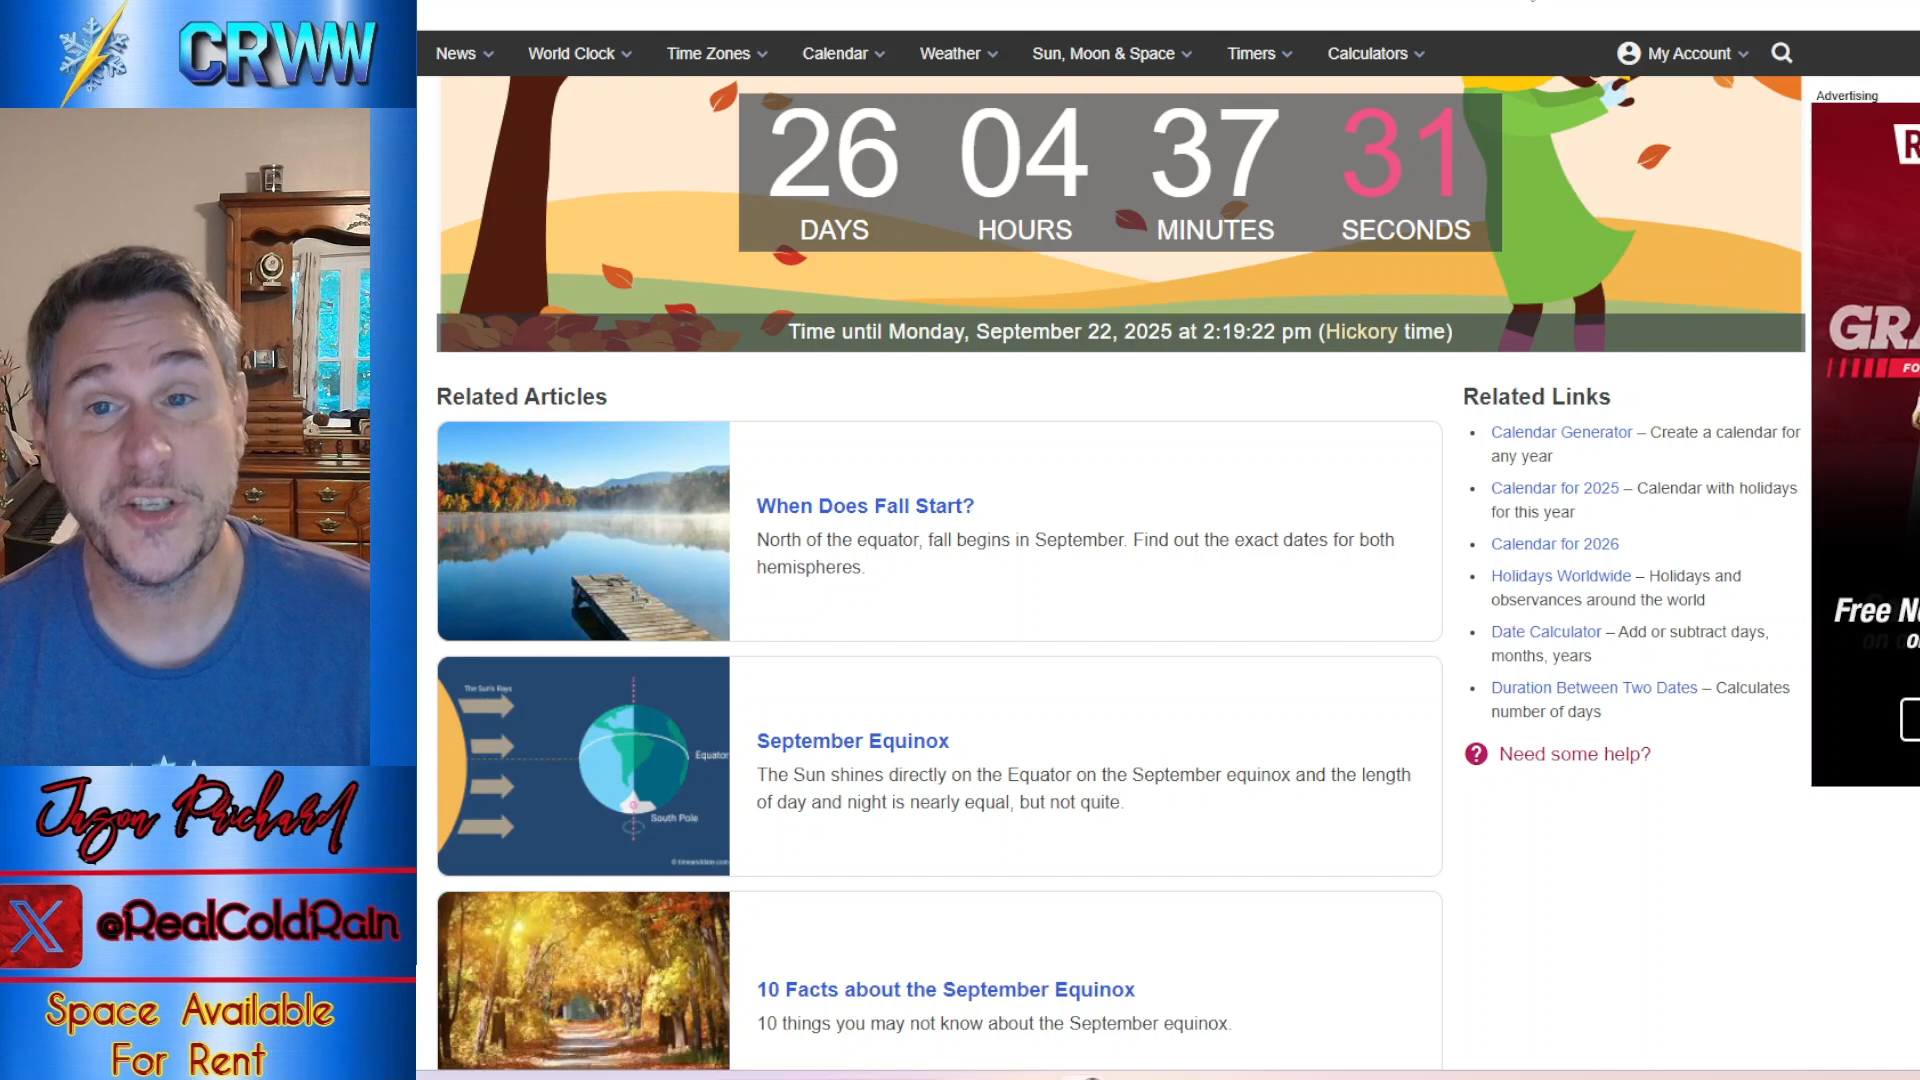 CRWW
News
World Clock
Time Zones
Calendar
Weather
Sun, Moon & Space
Timers
Calculators
My Account
26 04 37 31
DAYS HOURS MINUTES SECONDS
Time until Monday, September 22, 2025 at 2:19:22 pm (Hickory time)
Advertising
R
GRA
FO
Free N
on o
Related Articles
When Does Fall Start?
North of the equator, fall begins in September. Find out the exact dates for both
hemispheres.
The Sun's Rays
Equator
South Pole
© timeanddate.com
September Equinox
The Sun shines directly on the Equator on the September equinox and the length
of day and night is nearly equal, but not quite.
10 Facts about the September Equinox
10 things you may not know about the September equinox.
Related Links
Calendar Generator – Create a calendar for
any year
Calendar for 2025 – Calendar with holidays
for this year
Calendar for 2026
Holidays Worldwide – Holidays and
observances around the world
Date Calculator – Add or subtract days,
months, years
Duration Between Two Dates – Calculates
number of days
? Need some help?
Jason Prichard
X @RealColdRain
Space Available
For Rent